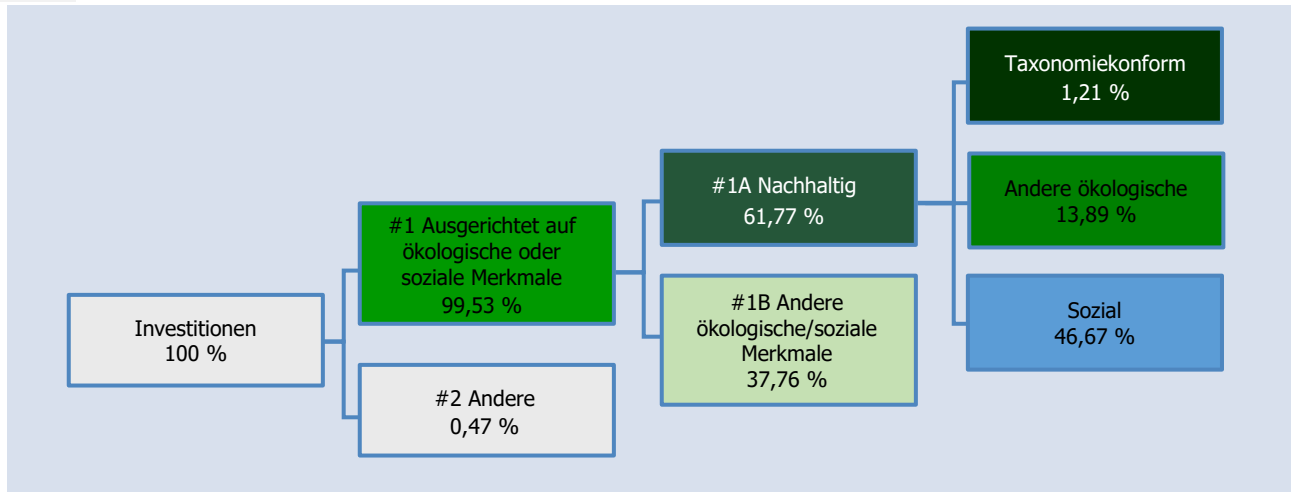 Investitionen
100 %
#1 Ausgerichtet auf
ökologische oder
soziale Merkmale
99,53 %
#2 Andere
0,47 %
#1A Nachhaltig
61,77 %
#1B Andere
ökologische/soziale
Merkmale
37,76 %
Taxonomiekonform
1,21 %
Andere ökologische
13,89 %
Sozial
46,67 %